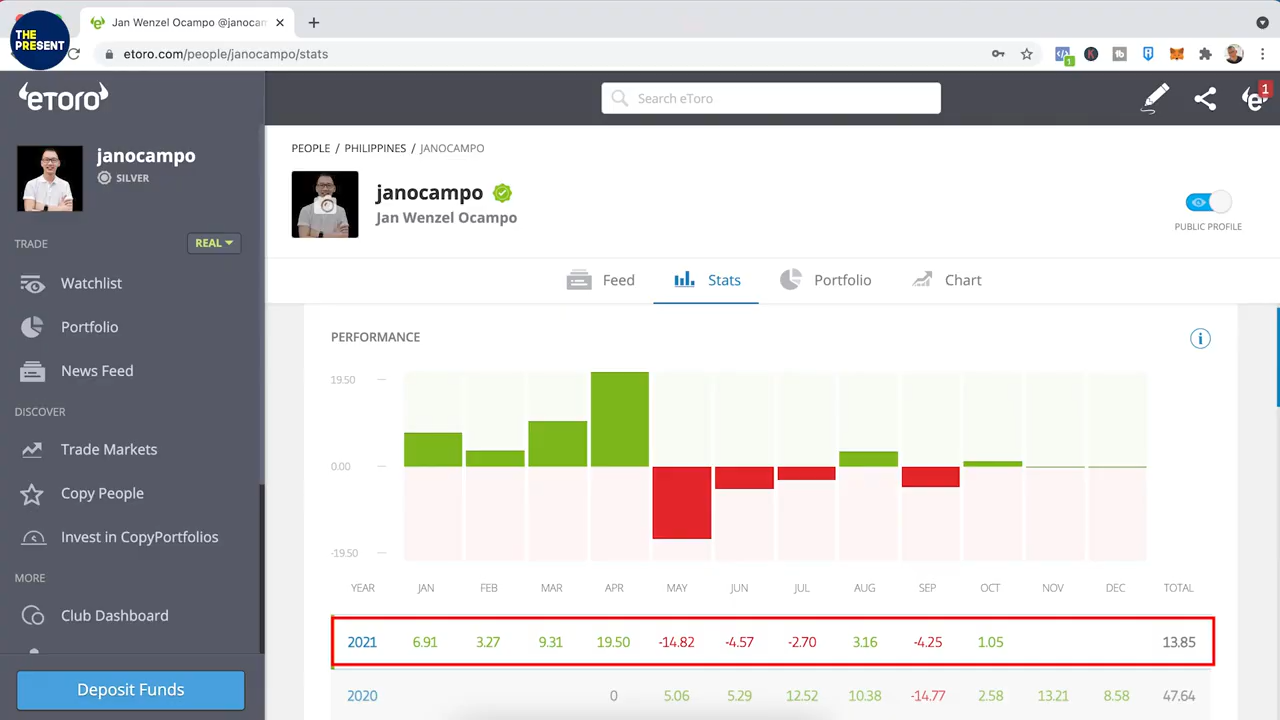 Jan Wenzel Ocampo @janocam
THE PRESENT
etoro.com/people/janocampo/stats
1
eToro
Search eToro
1
janocampo
SILVER
PEOPLE / PHILIPPINES / JANOCAMPO
janocampo
Jan Wenzel Ocampo
PUBLIC PROFILE
TRADE
REAL
Watchlist
Portfolio
News Feed
DISCOVER
Trade Markets
Copy People
Invest in CopyPortfolios
MORE
Club Dashboard
Deposit Funds
Feed Stats Portfolio Chart
PERFORMANCE
19.50
0.00
-19.50
YEAR JAN FEB MAR APR MAY JUN JUL AUG SEP OCT NOV DEC TOTAL
2021 6.91 3.27 9.31 19.50 -14.82 -4.57 -2.70 3.16 -4.25 1.05 13.85
2020 0 5.06 5.29 12.52 10.38 -14.77 2.58 13.21 8.58 47.64